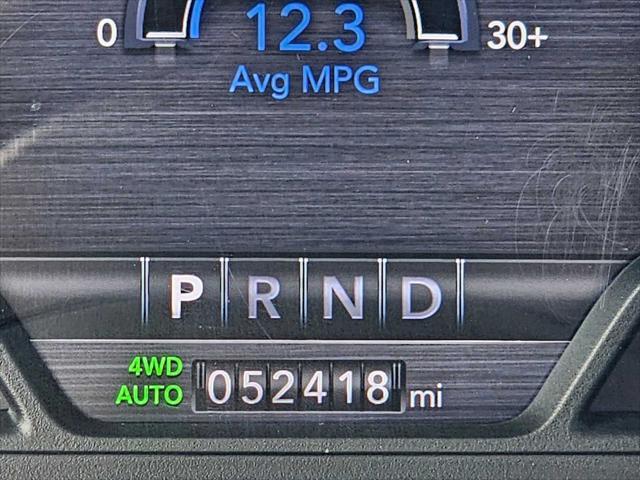 0 12.3 30+
Avg MPG
P R N D
4WD
AUTO 052418 mi